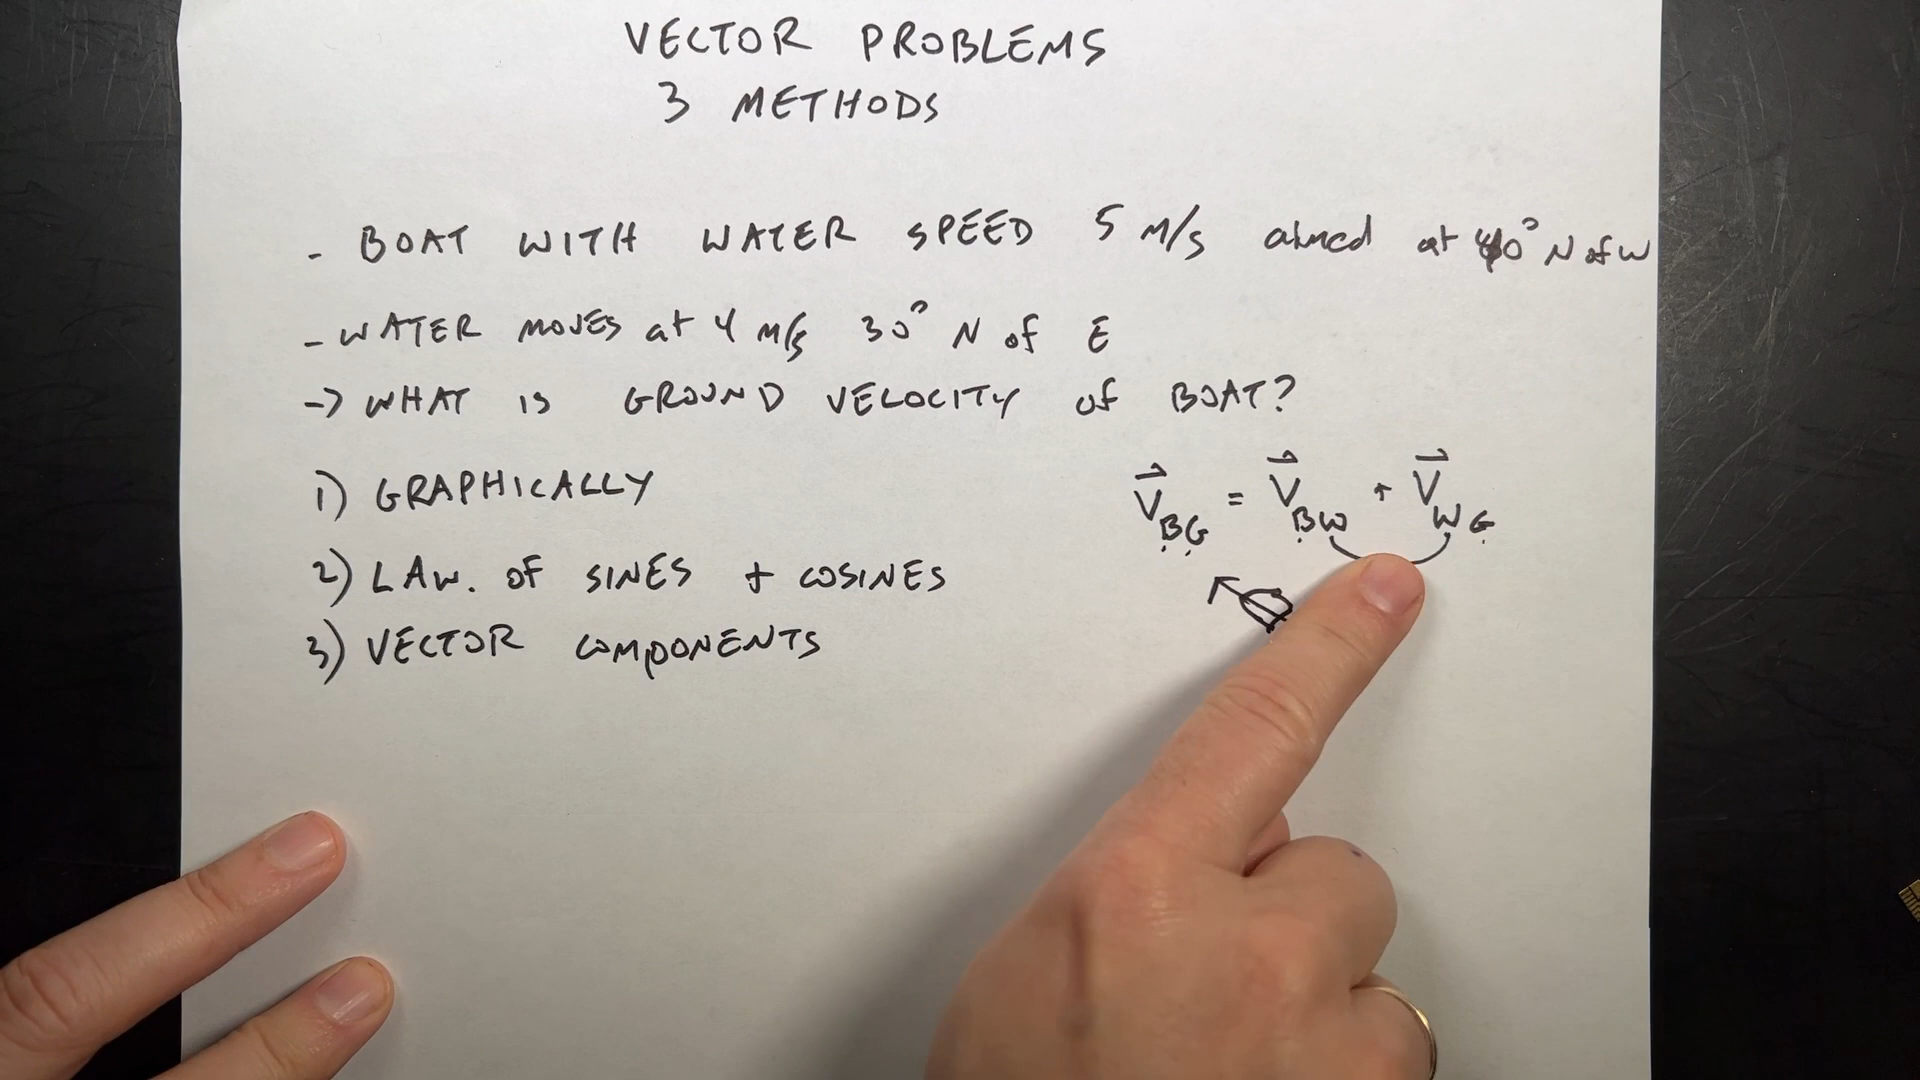 VECTOR PROBLEMS
3 METHODS
- BOAT WITH WATER SPEED 5 M/S aimed at 40° N of W
- WATER MOVES at 4 M/S 30° N of E
-> WHAT IS GROUND VELOCITY of BOAT?
1) GRAPHICALLY
V⃗BG = V⃗BW + V⃗WG
2) LAW. OF SINES + COSINES
3) VECTOR COMPONENTS